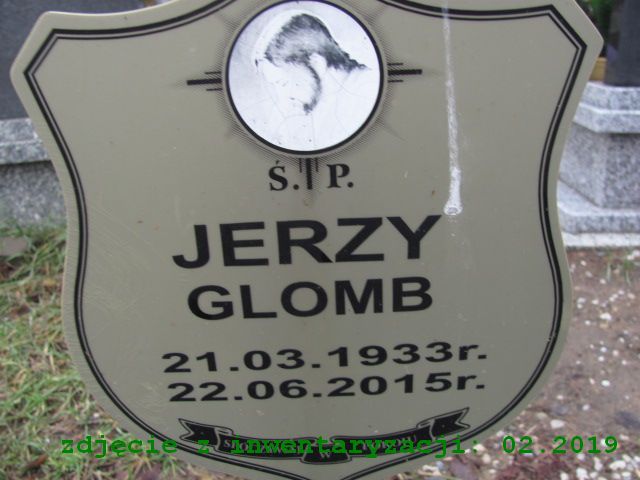 Ś. P.
JERZY
GLOMB
21.03.1933r.
22.06.2015r.
W
zdjęcie z inwentaryzacji: 02.2019